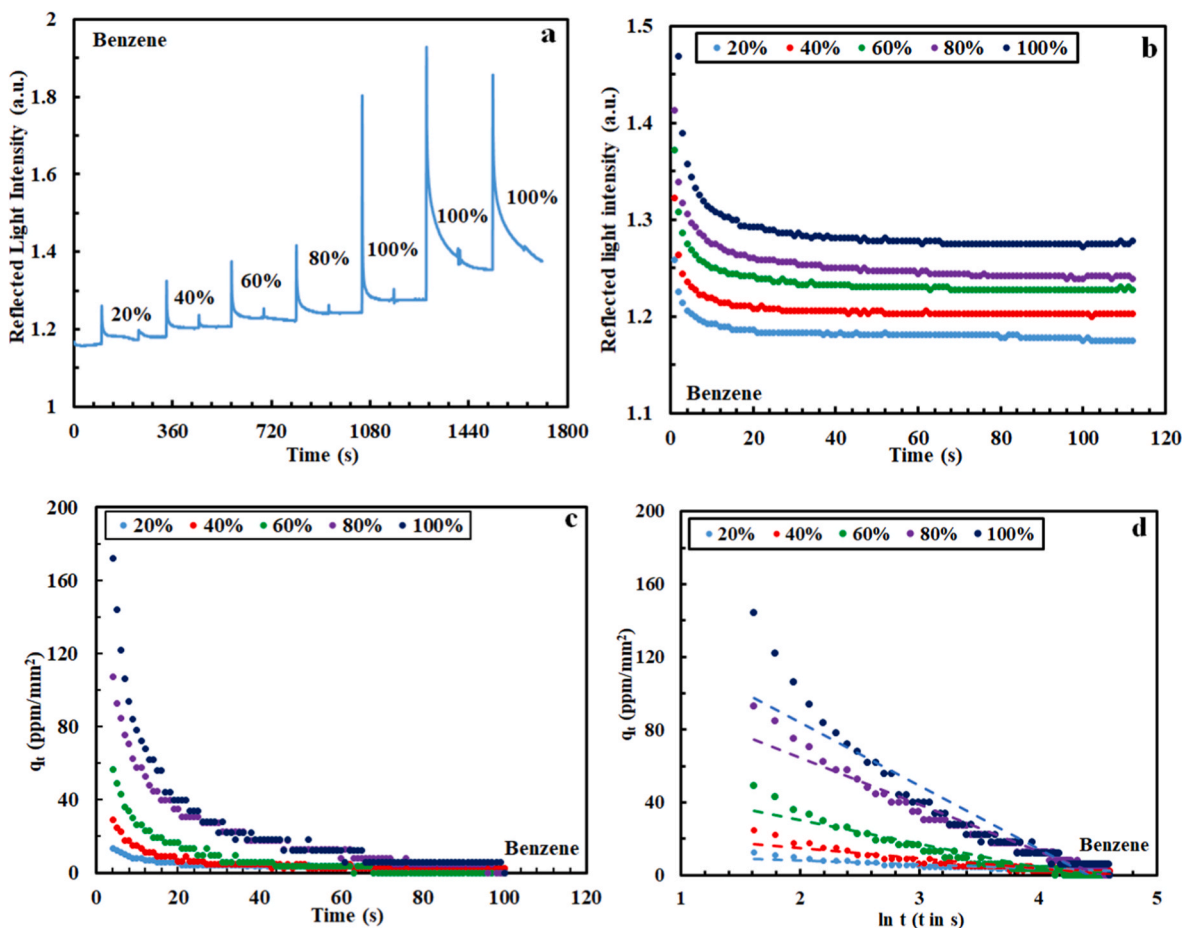 Benzene
a
Reflected Light Intensity (a.u.)
2
1.8
1.6
1.4
1.2
1
20%
40%
60%
80%
100%
100%
100%
0 360 720 1080 1440 1800
Time (s)
20% 40% 60% 80% 100%
b
Reflected light intensity (a.u.)
1.5
1.4
1.3
1.2
1.1
Benzene
0 20 40 60 80 100 120
Time (s)
c
20% 40% 60% 80% 100%
qt (ppm/mm²)
200
160
120
80
40
0
Benzene
0 20 40 60 80 100 120
Time (s)
d
20% 40% 60% 80% 100%
qt (ppm/mm²)
200
160
120
80
40
0
Benzene
1 2 3 4 5
ln t (t in s)